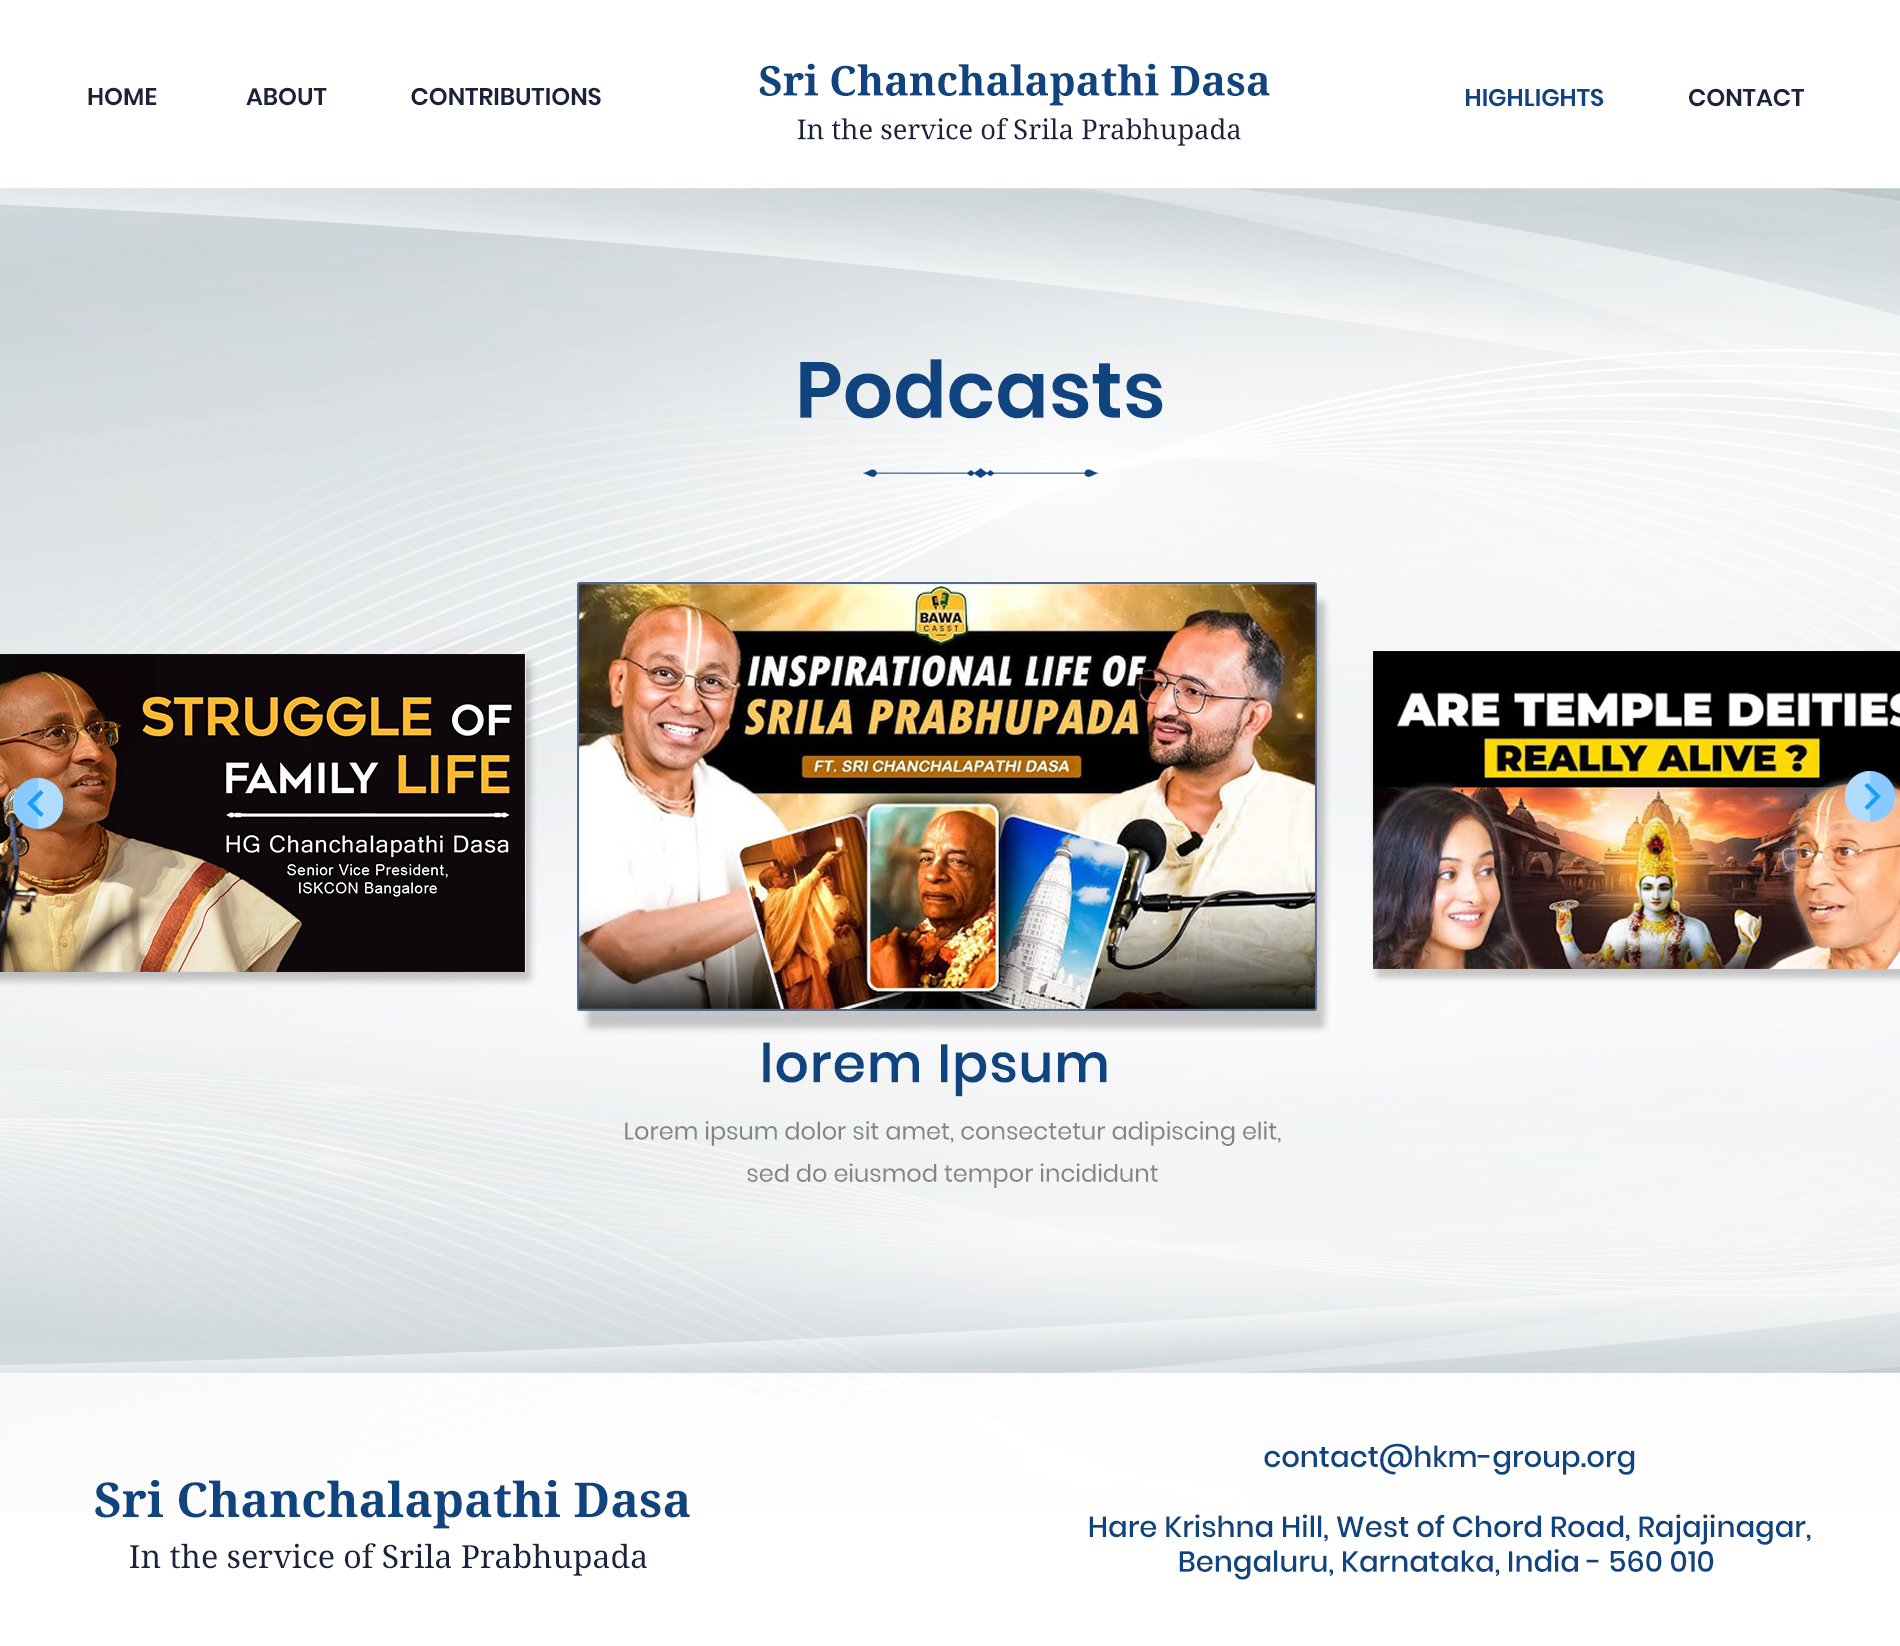 HOME
ABOUT
CONTRIBUTIONS
Sri Chanchalapathi Dasa
In the service of Srila Prabhupada
HIGHLIGHTS
CONTACT
Podcasts
STRUGGLE OF
FAMILY LIFE
HG Chanchalapathi Dasa
Senior Vice President,
ISKCON Bangalore
BAWA
CASST
INSPIRATIONAL LIFE OF
SRILA PRABHUPADA
FT. SRI CHANCHALAPATHI DASA
ARE TEMPLE DEITIES
REALLY ALIVE ?
lorem Ipsum
Lorem ipsum dolor sit amet, consectetur adipiscing elit,
sed do eiusmod tempor incididunt
Sri Chanchalapathi Dasa
In the service of Srila Prabhupada
contact@hkm-group.org
Hare Krishna Hill, West of Chord Road, Rajajinagar,
Bengaluru, Karnataka, India - 560 010